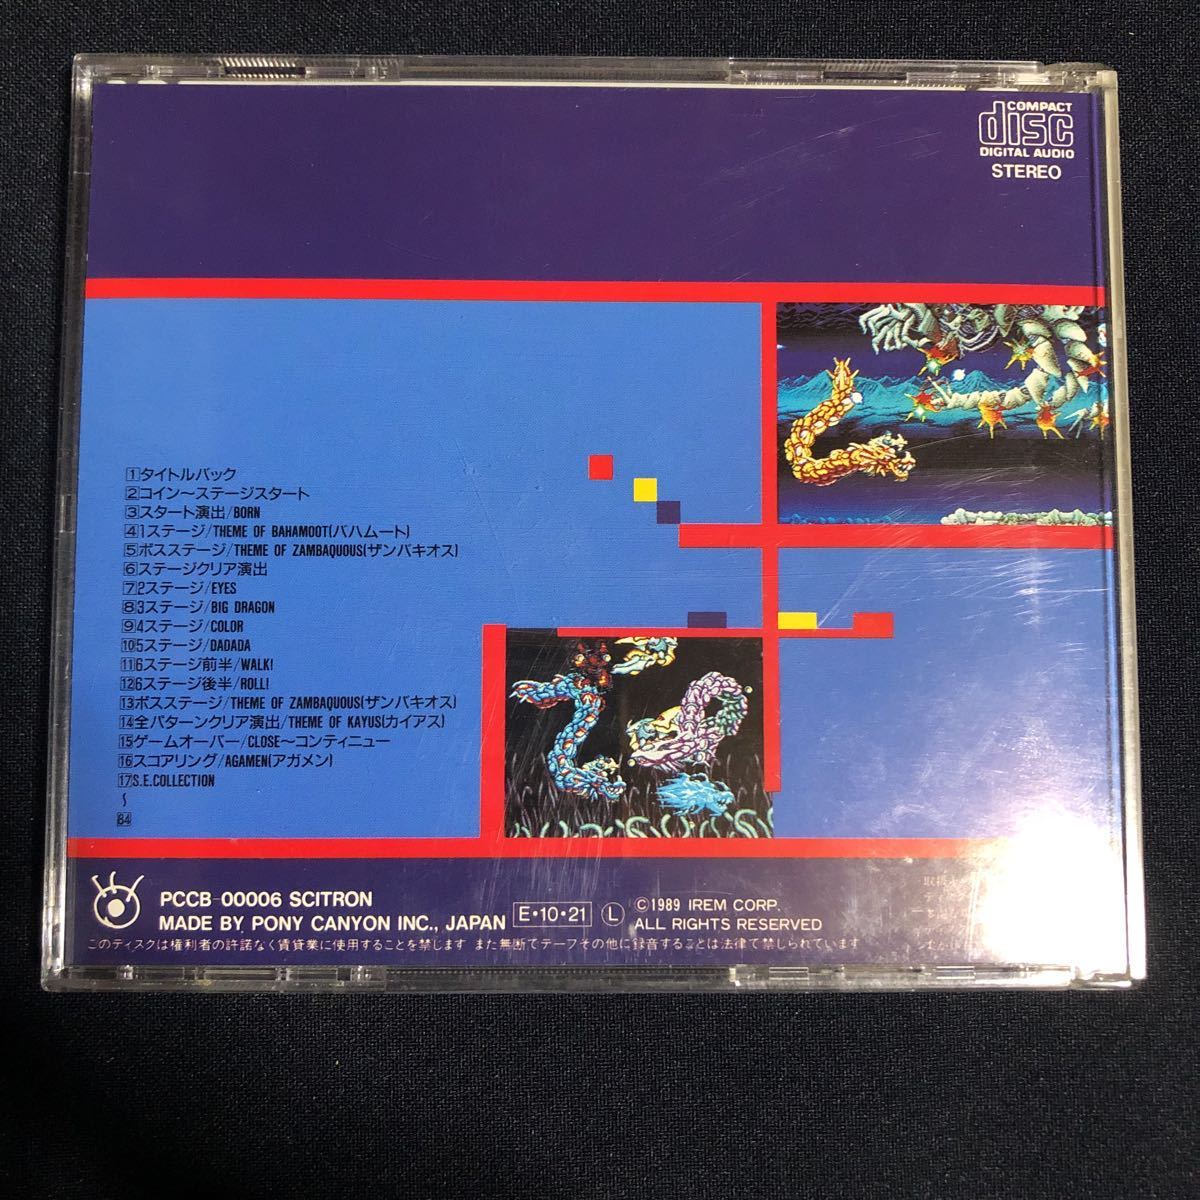 COMPACT
disc
DIGITAL AUDIO
STEREO
1タイトルバック
2コイン〜ステージスタート
3スタート演出/BORN
41ステージ/THEME OF BAHAMOOT(バハムート)
5ボスステージ/THEME OF ZAMBAQUOUS(ザンバキオス)
6ステージクリア演出
72ステージ/EYES
83ステージ/BIG DRAGON
94ステージ/COLOR
105ステージ/DADADA
116ステージ前半/WALK!
126ステージ後半/ROLL!
13ボスステージ/THEME OF ZAMBAQUOUS(ザンバキオス)
14全パターンクリア演出/THEME OF KAYUS(カイアス)
15ゲームオーバー/CLOSE〜コンティニュー
16スコアリング/AGAMEN(アガメン)
17S.E.COLLECTION
〜
84
PCCB-00006 SCITRON
MADE BY PONY CANYON INC., JAPAN
E・10・21
L
©1989 IREM CORP.
ALL RIGHTS RESERVED
このディスクは権利者の許諾なく賃貸業に使用することを禁じます また無断でテープその他に録音することは法律で禁じられています